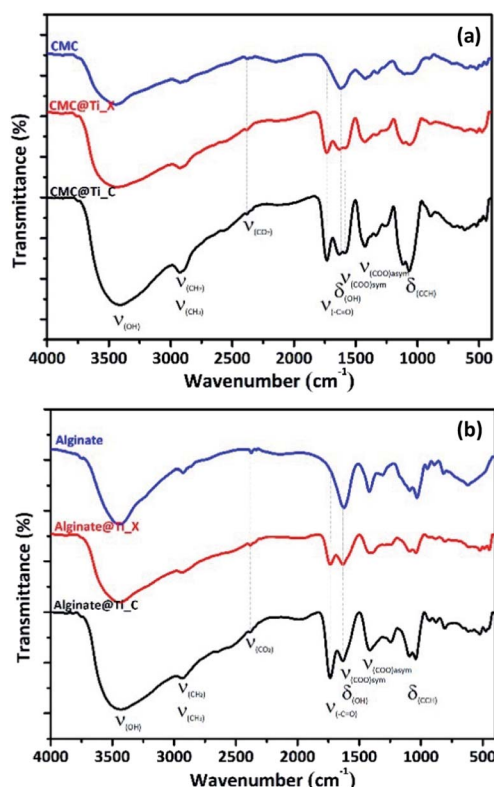 (a)
CMC
CMC@Ti_X
CMC@Ti_C
ν(CO₂)
ν(CH₂)
ν(CH₃)
ν(OH)
ν(COO)asym
ν(COO)sym
δ(OH)
ν(-C=O)
δ(CCH)
Transmittance (%)
4000 3500 3000 2500 2000 1500 1000 500
Wavenumber (cm⁻¹)
(b)
Alginate
Alginate@Ti_X
Alginate@Ti_C
ν(CO₂)
ν(CH₂)
ν(CH₃)
ν(OH)
ν(COO)asym
ν(COO)sym
δ(OH)
ν(-C=O)
δ(CCH)
Transmittance (%)
4000 3500 3000 2500 2000 1500 1000 500
Wavenumber (cm⁻¹)